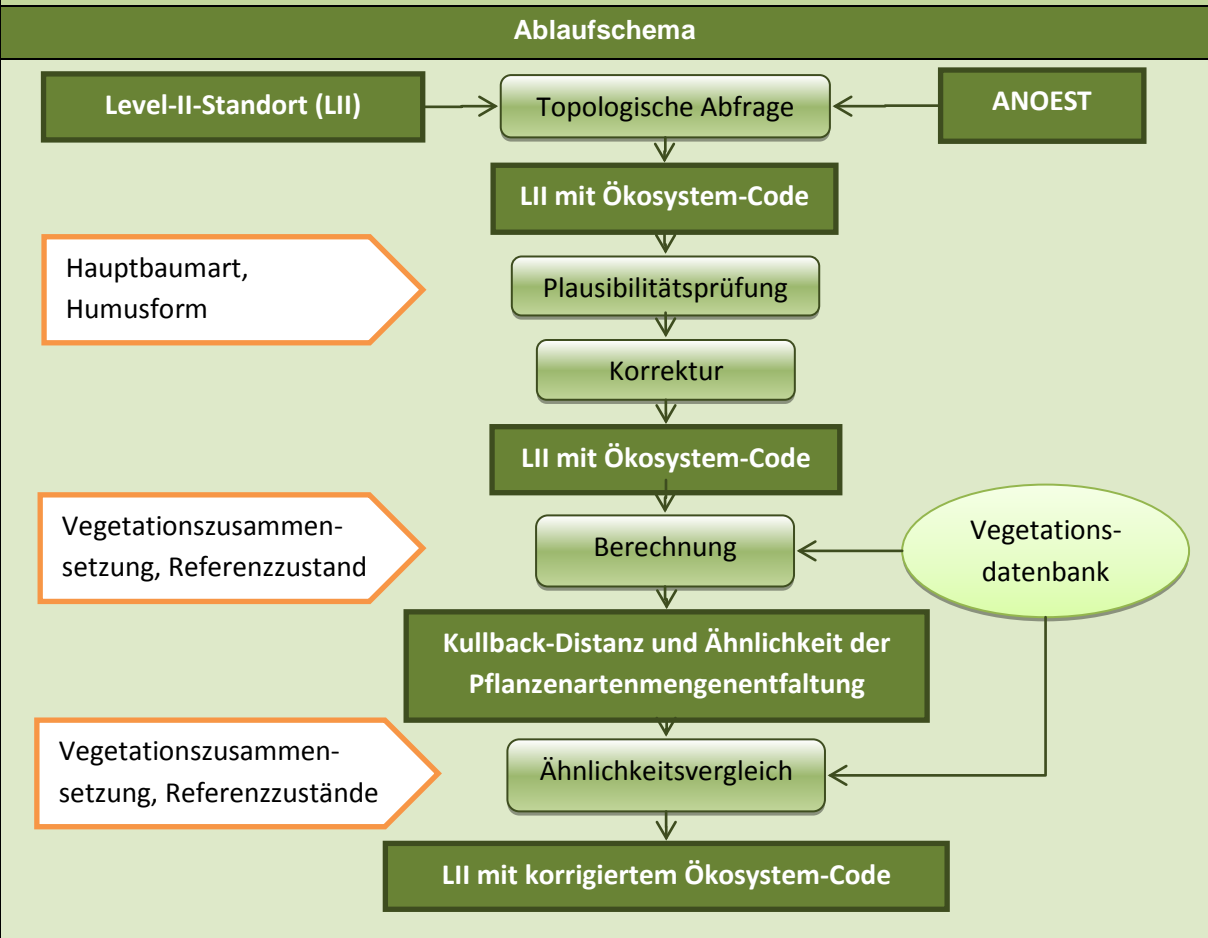 Ablaufschema
Level-II-Standort (LII)
Topologische Abfrage
ANOEST
LII mit Ökosystem-Code
Hauptbaumart,
Humusform
Plausibilitätsprüfung
Korrektur
LII mit Ökosystem-Code
Vegetationszusammen-
setzung, Referenzzustand
Berechnung
Vegetations-
datenbank
Kullback-Distanz und Ähnlichkeit der
Pflanzenartenmengenentfaltung
Vegetationszusammen-
setzung, Referenzzustände
Ähnlichkeitsvergleich
LII mit korrigiertem Ökosystem-Code